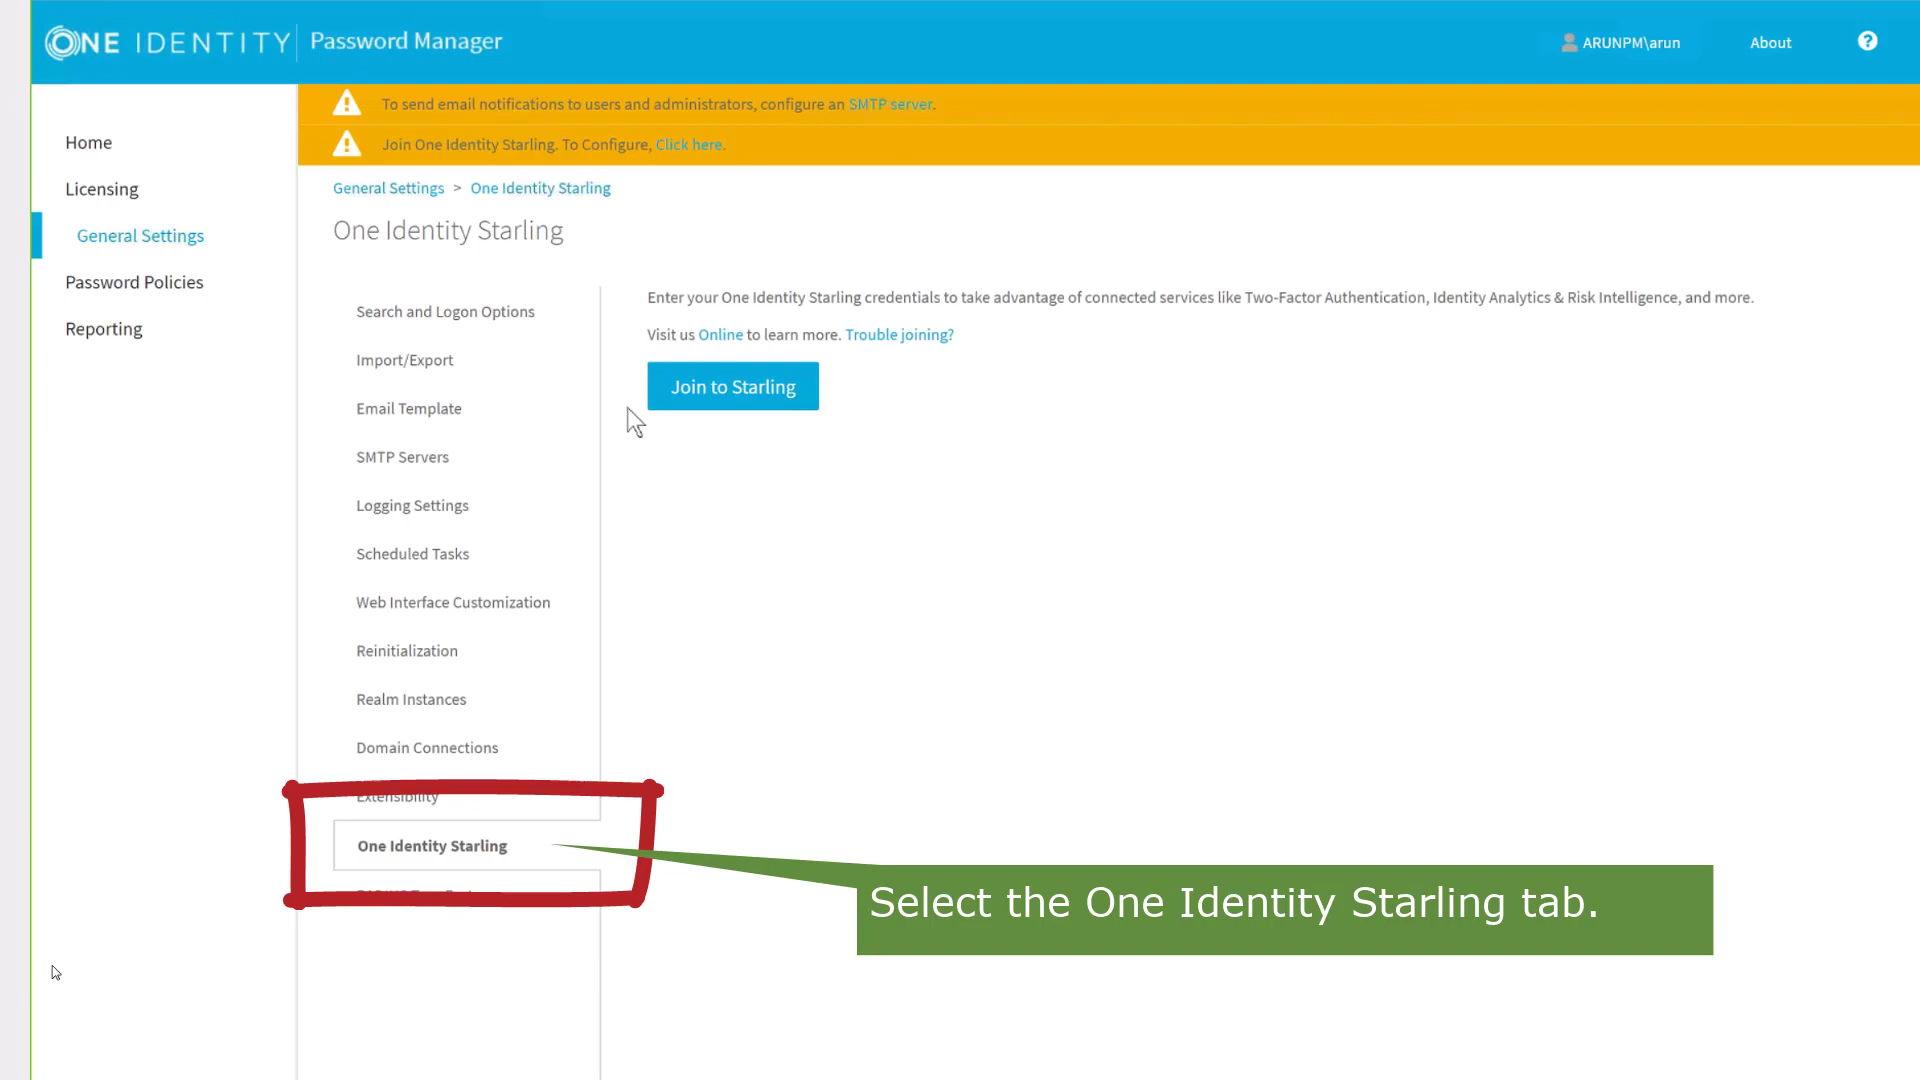 ONE IDENTITY Password Manager
ARUNPM\arun
About
?
To send email notifications to users and administrators, configure an SMTP server.
Join One Identity Starling. To Configure, Click here.
Home
Licensing
General Settings
Password Policies
Reporting
General Settings > One Identity Starling
One Identity Starling
Search and Logon Options
Import/Export
Email Template
SMTP Servers
Logging Settings
Scheduled Tasks
Web Interface Customization
Reinitialization
Realm Instances
Domain Connections
Extensibility
One Identity Starling
Enter your One Identity Starling credentials to take advantage of connected services like Two-Factor Authentication, Identity Analytics & Risk Intelligence, and more.
Visit us Online to learn more. Trouble joining?
Join to Starling
Select the One Identity Starling tab.